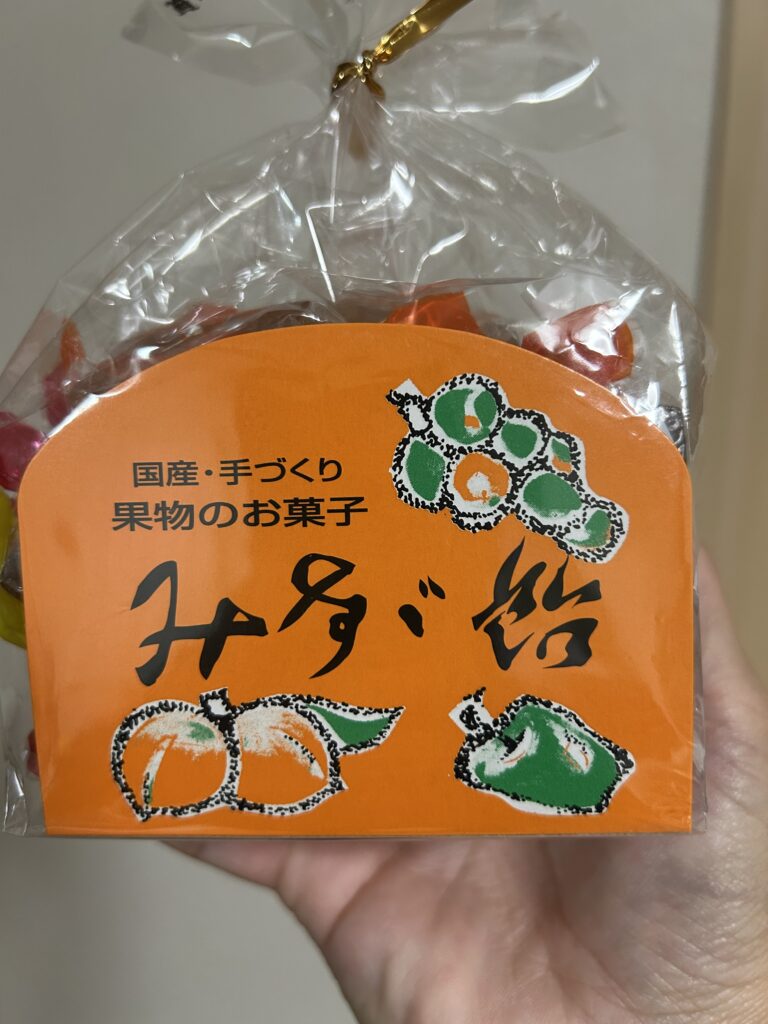 国産・手づくり
果物のお菓子
みすゞ飴